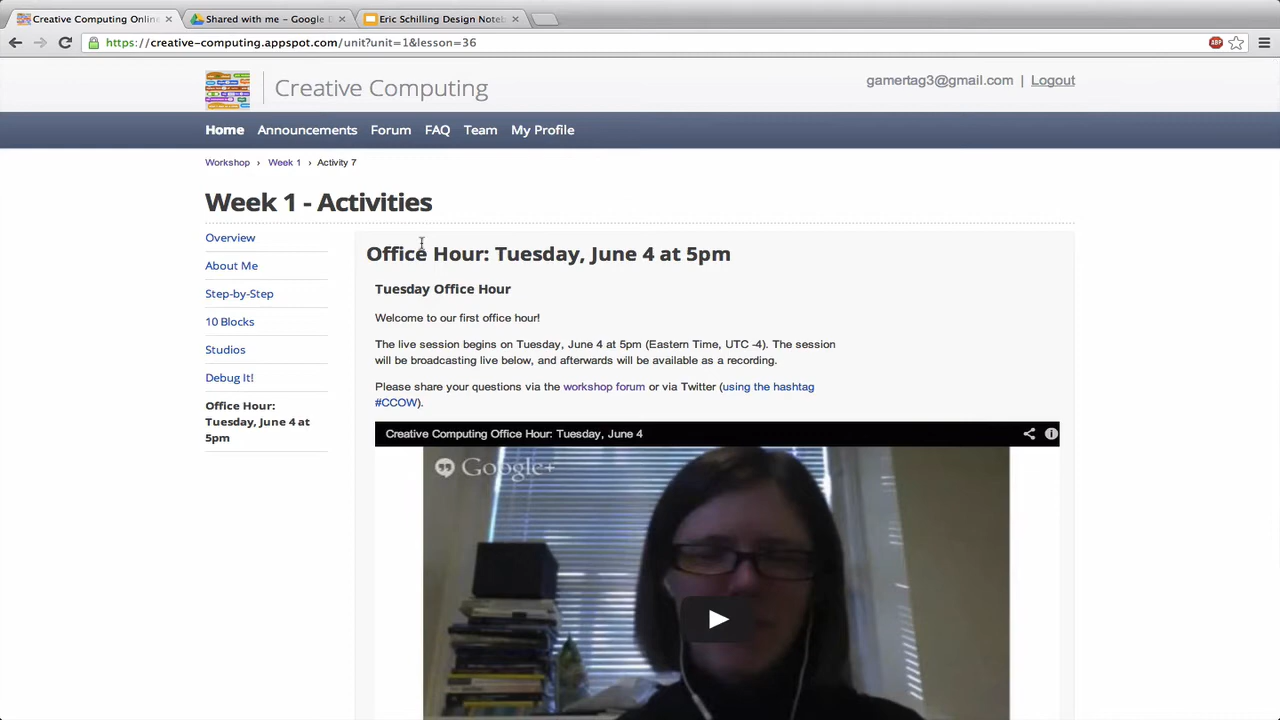 Creative Computing Online
Shared with me – Google D
Eric Schilling Design Noteb
https://creative-computing.appspot.com/unit?unit=1&lesson=36
ABP
Creative Computing
gamertag3@gmail.com | Logout
Home Announcements Forum FAQ Team My Profile
Workshop › Week 1 › Activity 7
Week 1 - Activities
Overview
About Me
Step-by-Step
10 Blocks
Studios
Debug It!
Office Hour:
Tuesday, June 4 at
5pm
Office Hour: Tuesday, June 4 at 5pm
Tuesday Office Hour
Welcome to our first office hour!
The live session begins on Tuesday, June 4 at 5pm (Eastern Time, UTC -4). The session
will be broadcasting live below, and afterwards will be available as a recording.
Please share your questions via the workshop forum or via Twitter (using the hashtag
#CCOW).
Creative Computing Office Hour: Tuesday, June 4
Google+